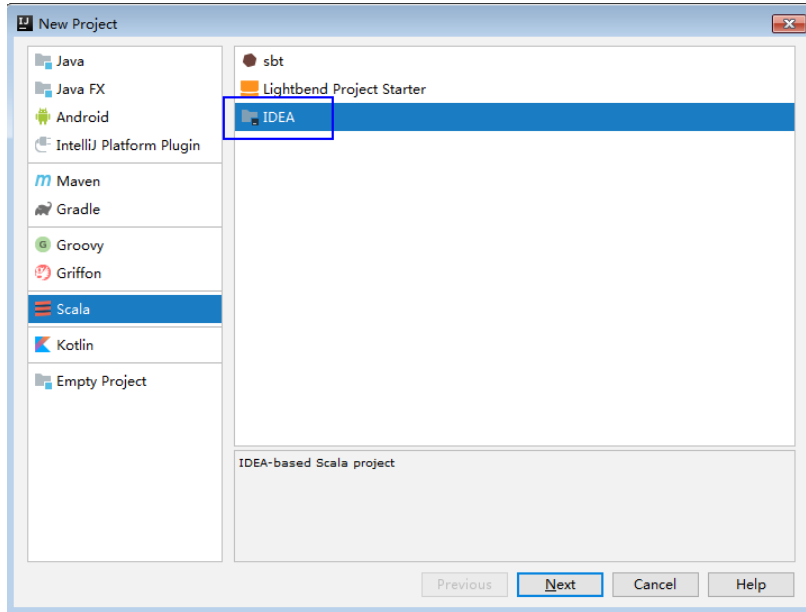 New Project
Java
Java FX
Android
IntelliJ Platform Plugin
Maven
Gradle
Groovy
Griffon
Scala
Kotlin
Empty Project
sbt
Lightbend Project Starter
IDEA
IDEA-based Scala project
Previous
Next
Cancel
Help